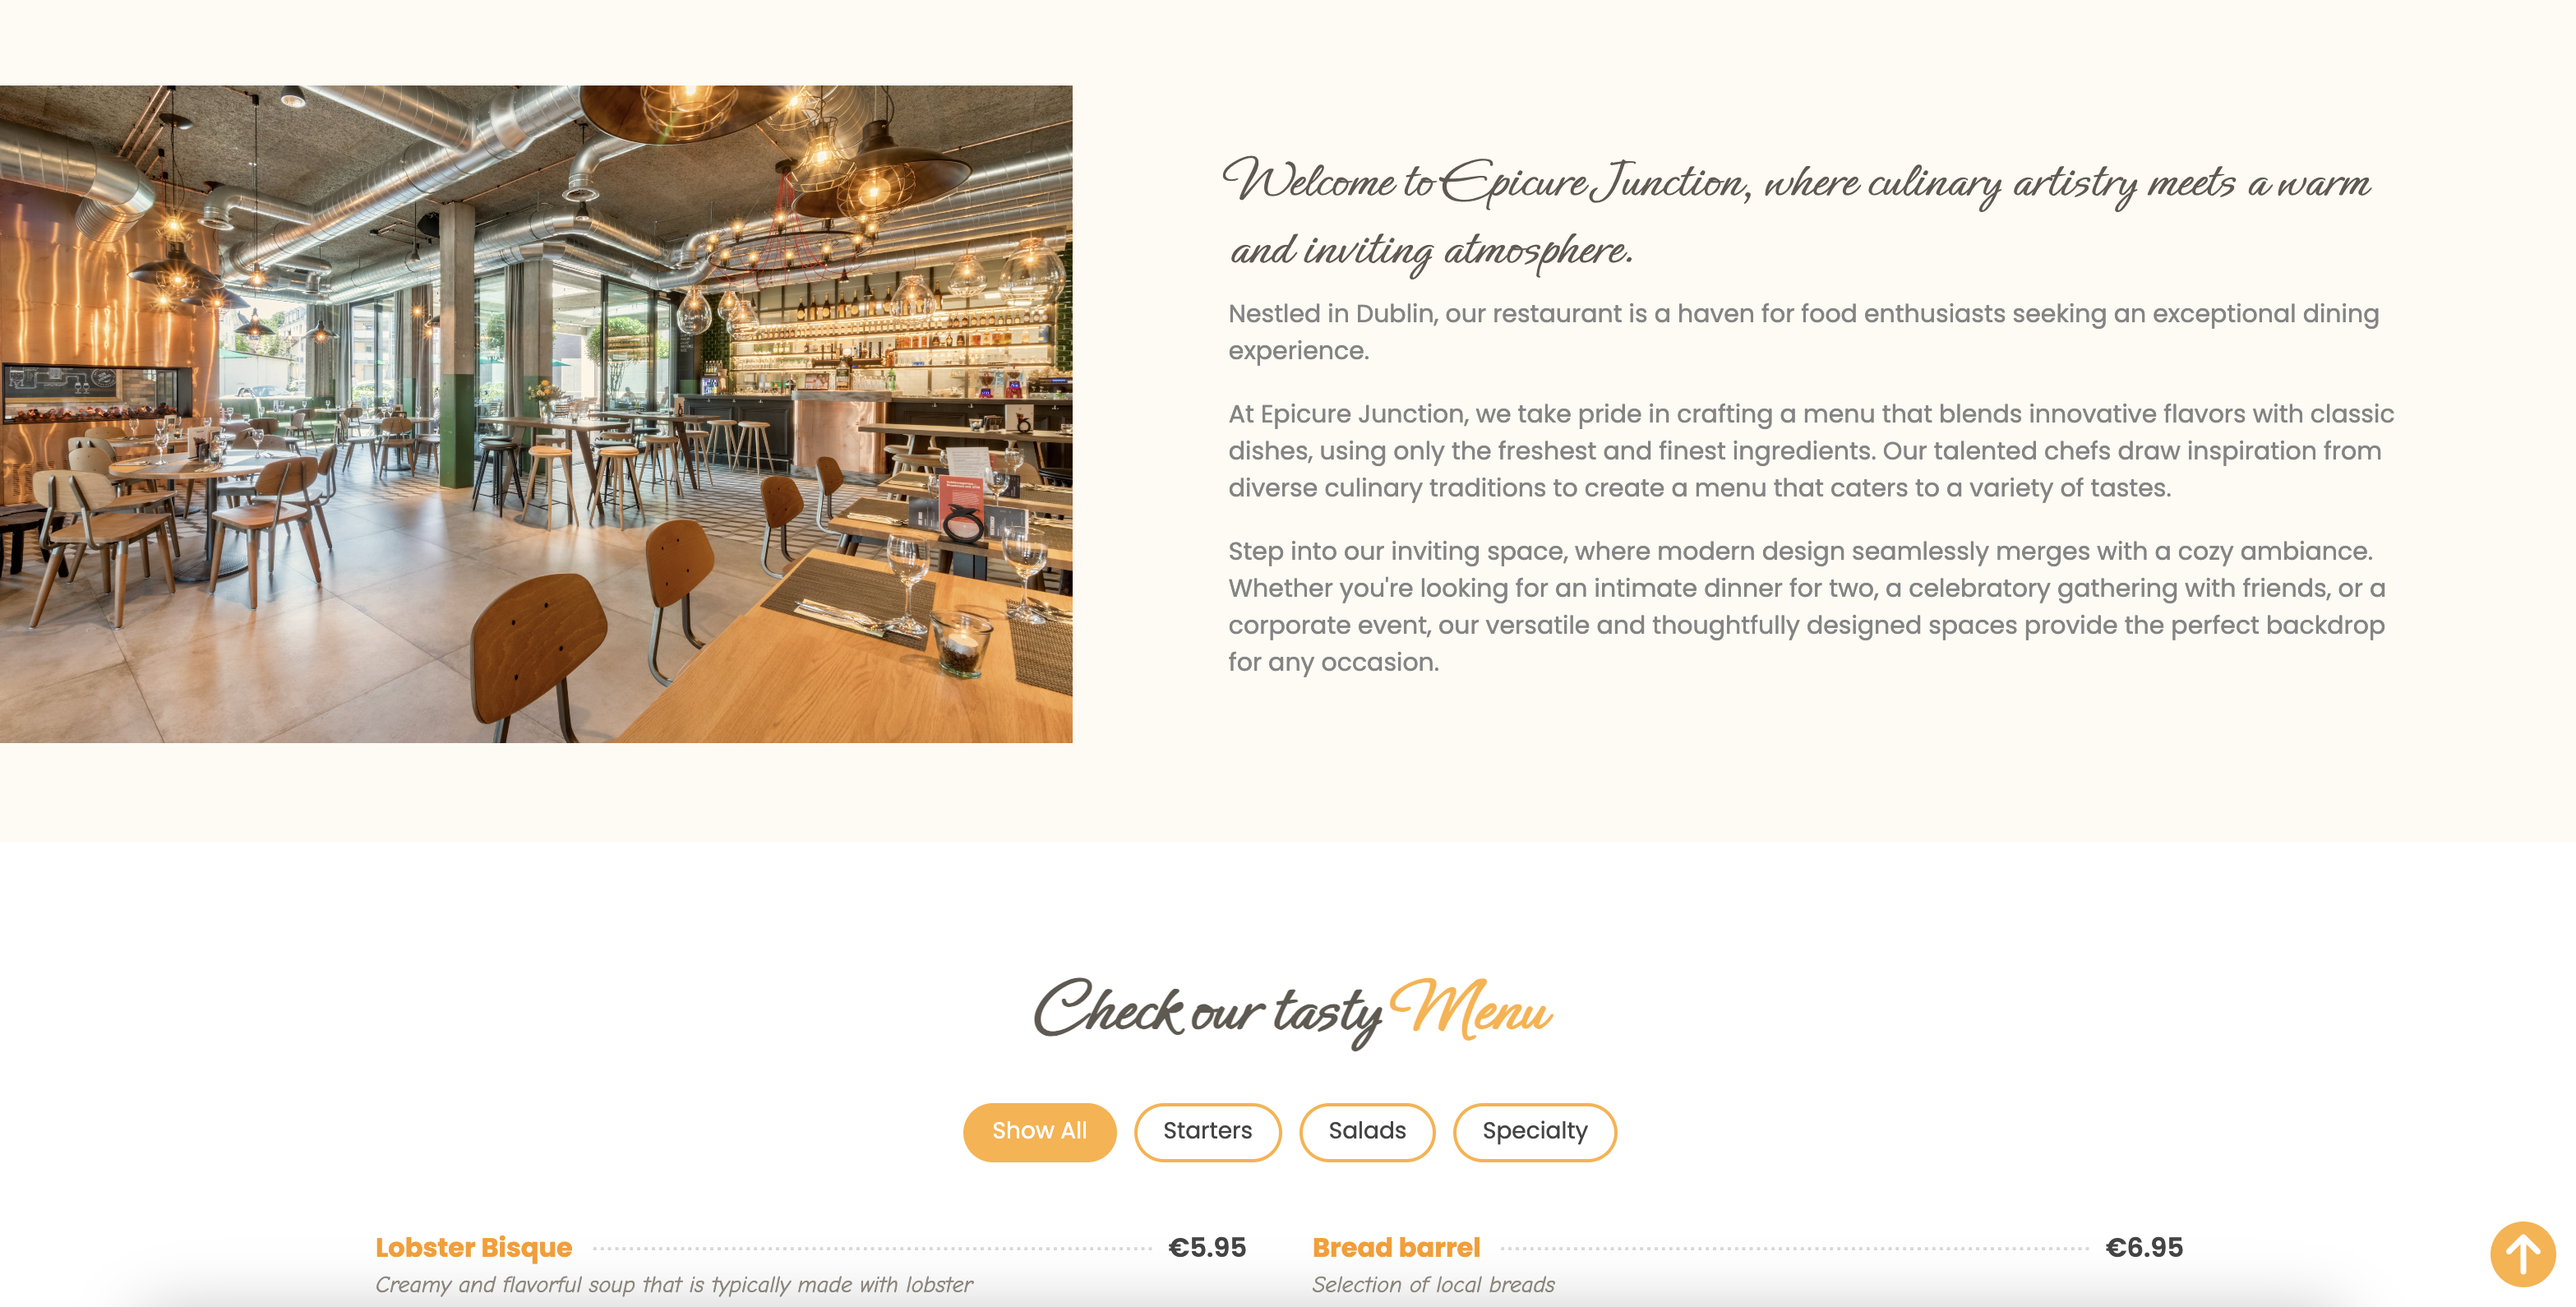 Welcome to Epicure Junction, where culinary artistry meets a warm
and inviting atmosphere.
Nestled in Dublin, our restaurant is a haven for food enthusiasts seeking an exceptional dining
experience.
At Epicure Junction, we take pride in crafting a menu that blends innovative flavors with classic
dishes, using only the freshest and finest ingredients. Our talented chefs draw inspiration from
diverse culinary traditions to create a menu that caters to a variety of tastes.
Step into our inviting space, where modern design seamlessly merges with a cozy ambiance.
Whether you're looking for an intimate dinner for two, a celebratory gathering with friends, or a
corporate event, our versatile and thoughtfully designed spaces provide the perfect backdrop
for any occasion.
Check our tasty Menu
Show All Starters Salads Specialty
Lobster Bisque €5.95 Bread barrel €6.95
Creamy and flavorful soup that is typically made with lobster Selection of local breads